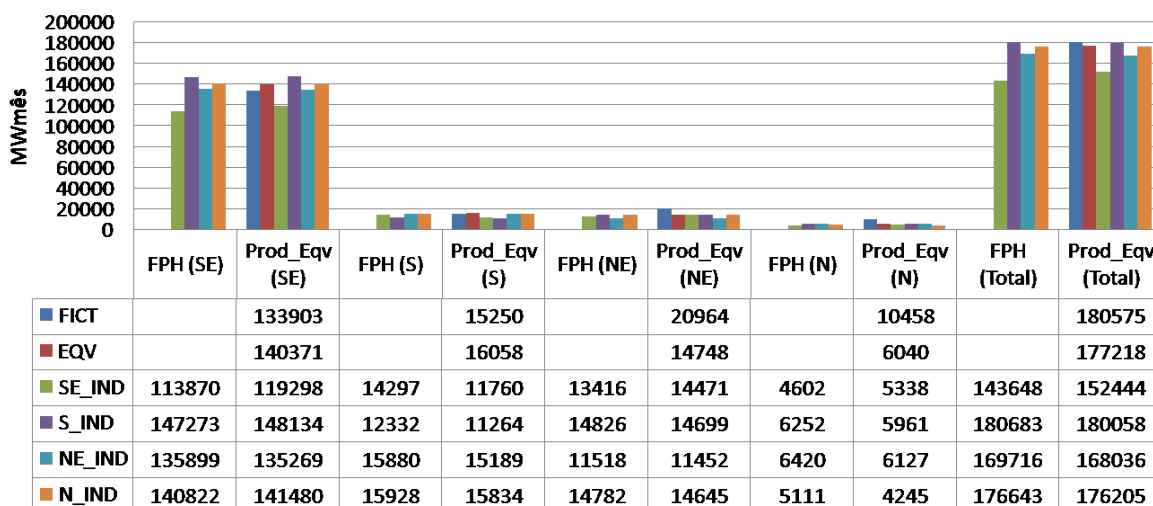 200000
180000
160000
140000
120000
100000
80000
60000
40000
20000
0
MWmês
FPH (SE) Prod_Eqv (SE) FPH (S) Prod_Eqv (S) FPH (NE) Prod_Eqv (NE) FPH (N) Prod_Eqv (N) FPH (Total) Prod_Eqv (Total)
FICT 133903 15250 20964 10458 180575
EQV 140371 16058 14748 6040 177218
SE_IND 113870 119298 14297 11760 13416 14471 4602 5338 143648 152444
S_IND 147273 148134 12332 11264 14826 14699 6252 5961 180683 180058
NE_IND 135899 135269 15880 15189 11518 11452 6420 6127 169716 168036
N_IND 140822 141480 15928 15834 14782 14645 5111 4245 176643 176205